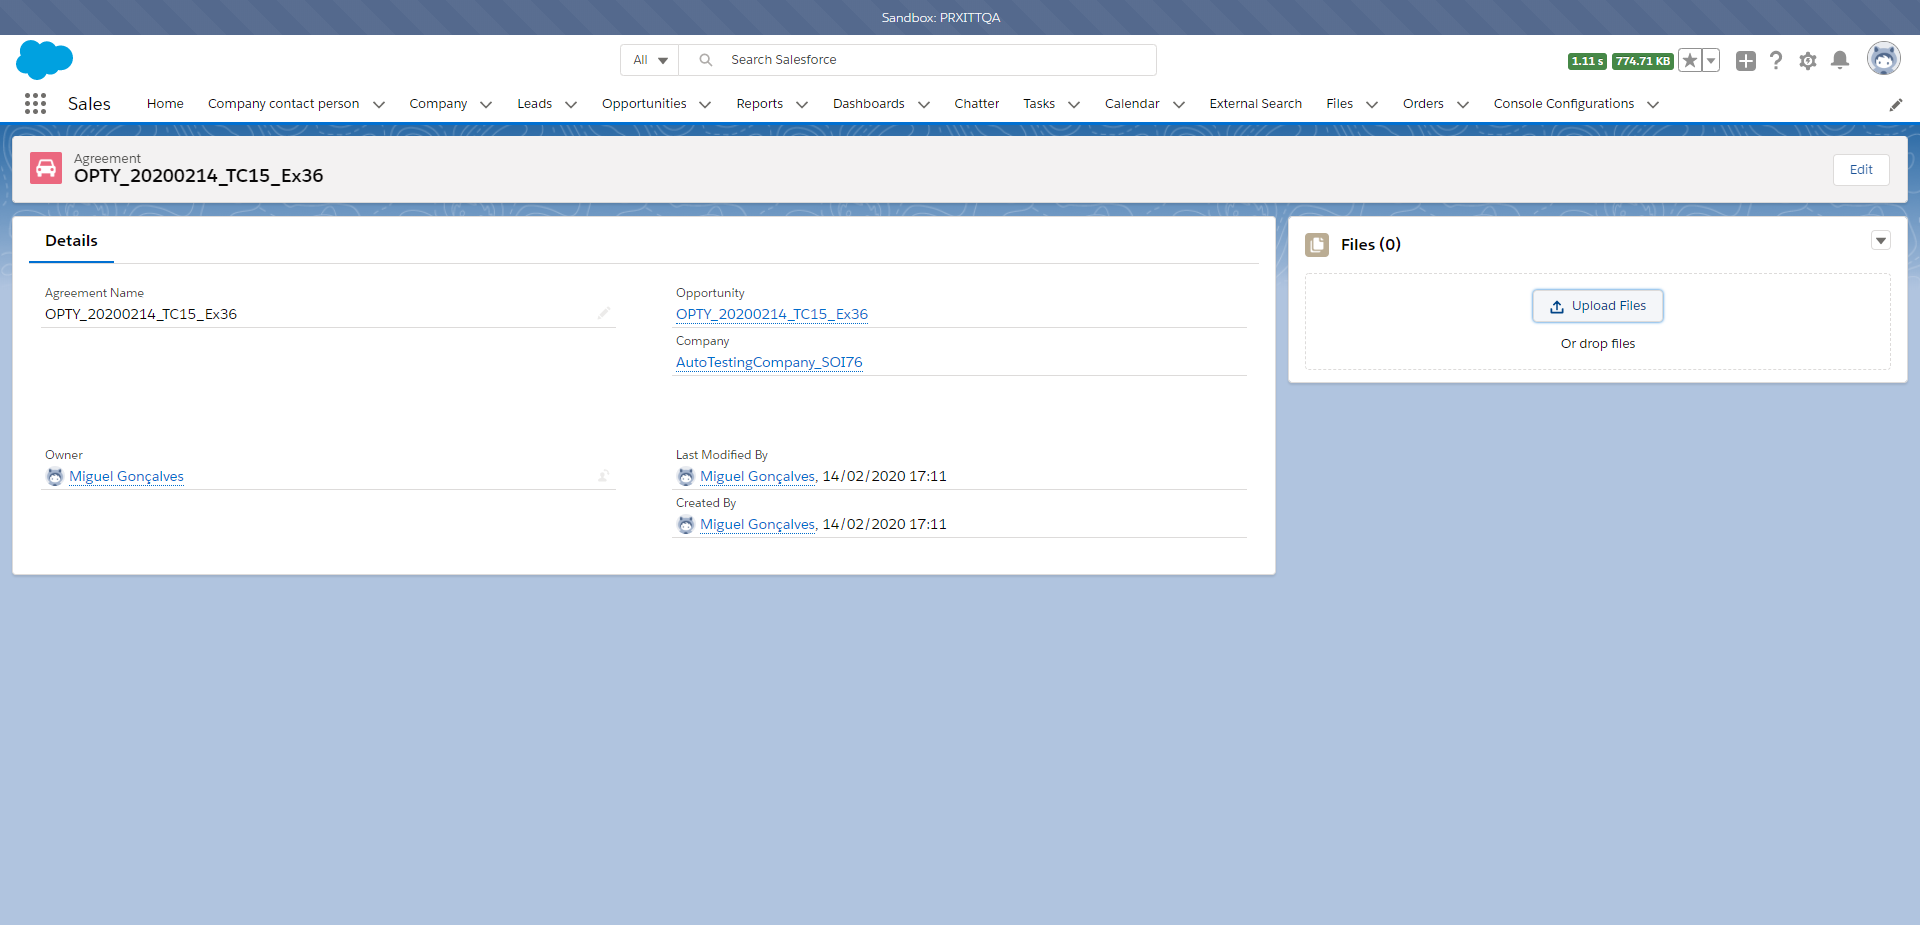 Sandbox: PRXITTQA
All
Search Salesforce
1.11 s
774.71 KB
Sales
Home
Company contact person
Company
Leads
Opportunities
Reports
Dashboards
Chatter
Tasks
Calendar
External Search
Files
Orders
Console Configurations
Agreement
OPTY_20200214_TC15_Ex36
Edit
Details
Agreement Name
OPTY_20200214_TC15_Ex36
Opportunity
OPTY_20200214_TC15_Ex36
Company
AutoTestingCompany_SOI76
Owner
Miguel Gonçalves
Last Modified By
Miguel Gonçalves, 14/02/2020 17:11
Created By
Miguel Gonçalves, 14/02/2020 17:11
Files (0)
Upload Files
Or drop files